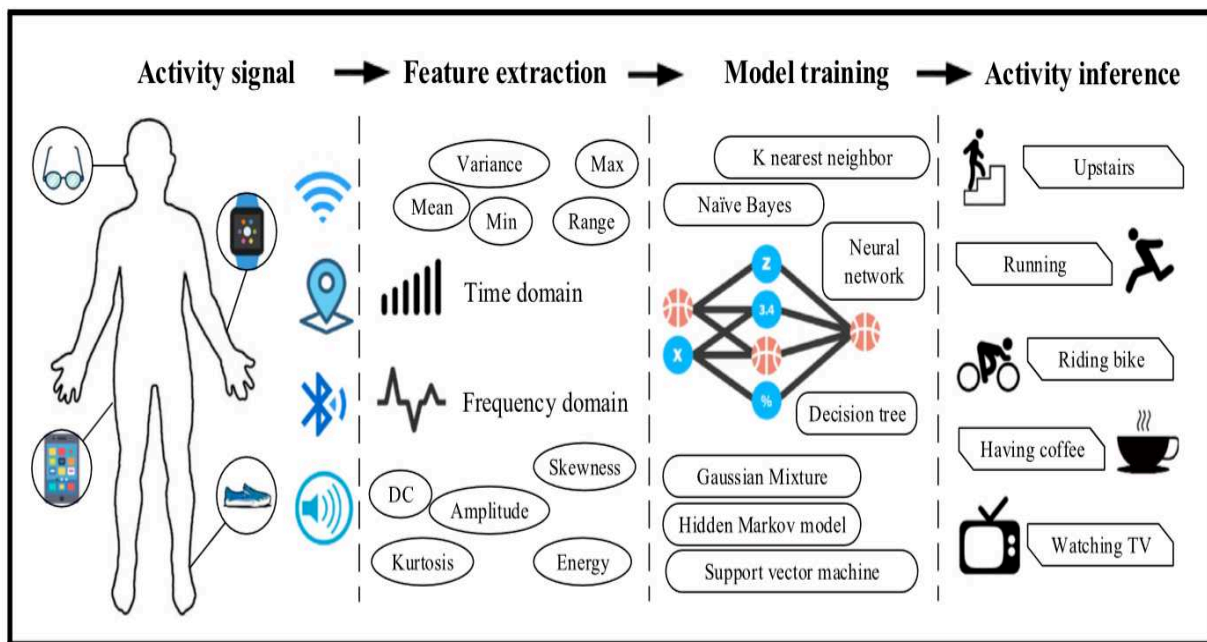 Activity signal
Feature extraction
Model training
Activity inference
Variance
Max
Mean
Min
Range
Time domain
Frequency domain
Skewness
DC
Amplitude
Kurtosis
Energy
K nearest neighbor
Naïve Bayes
Neural
network
Z
3.4
X
%
Decision tree
Gaussian Mixture
Hidden Markov model
Support vector machine
Upstairs
Running
Riding bike
Having coffee
Watching TV